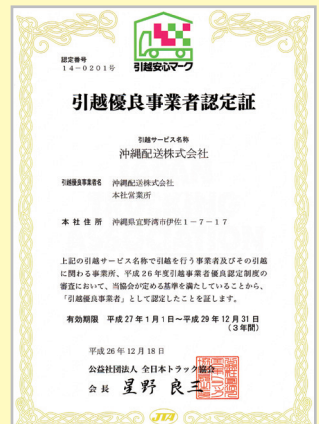 引越安心マーク
認定番号
14-0201号
引越優良事業者認定証
引越サービス名称
沖縄配送株式会社
引越優良事業者名 沖縄配送株式会社
本社営業所
本社住所 沖縄県宜野湾市伊佐1-7-17
上記の引越サービス名称で引越を行う事業者及びその引越
に関わる事業所、平成26年度引越事業者優良認定制度の
審査において、当協会が定める基準を満たしていることから、
「引越優良事業者」として認定したことを証します。
有効期限 平成27年1月1日~平成29年12月31日
(3年間)
平成26年12月18日
公益社団法人 全日本トラック協会
会長 星野良三
JTA